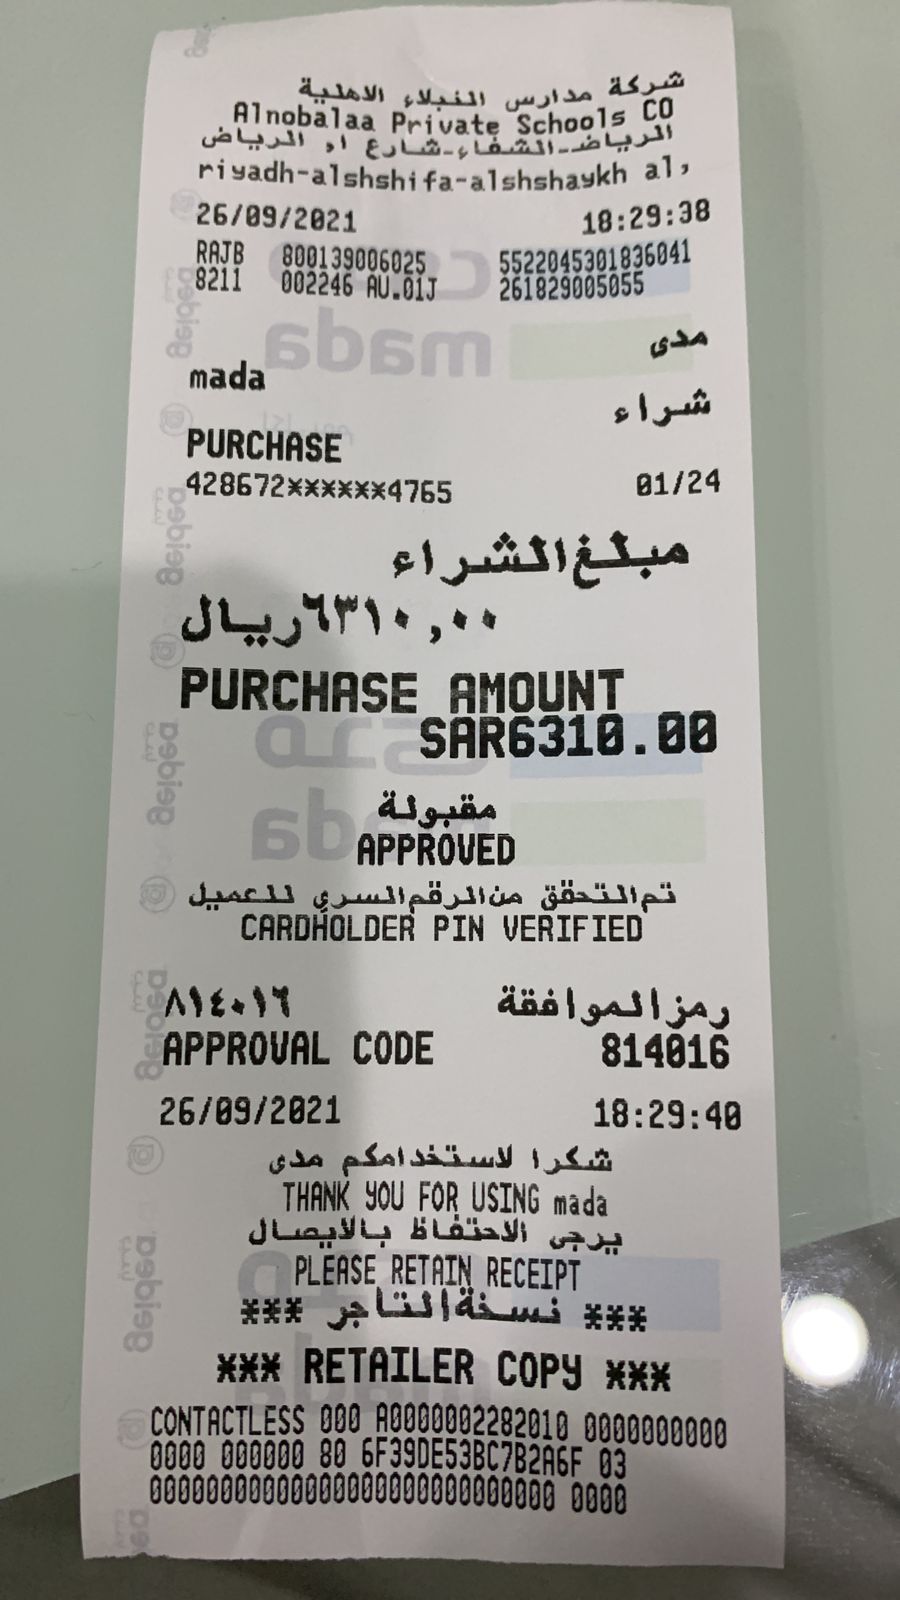 شركة مدارس النبلاء الاهلية
Alnobalaa Private Schools CO
الرياض-الشفاء-شارع ا, الرياض
riyadh-alshshifa-alshshaykh al,
26/09/2021 18:29:38
RAJB 800139006025 5522045301836041
8211 002246 AU.01J 261829005055
مدى
mada
شراء
PURCHASE
428672******4765 01/24
مبلغ الشراء
٦٣١٠,٠٠ ريال
PURCHASE AMOUNT
SAR6310.00
مقبولة
APPROVED
تم التحقق من الرقم السري للعميل
CARDHOLDER PIN VERIFIED
رمز الموافقة ٨١٤٠١٦
APPROVAL CODE 814016
26/09/2021 18:29:40
شكرا لاستخدامكم مدى
THANK YOU FOR USING mada
يرجى الاحتفاظ بالايصال
PLEASE RETAIN RECEIPT
*** نسخة التاجر ***
*** RETAILER COPY ***
CONTACTLESS 000 A0000002282010 0000000000
0000 000000 80 6F39DE53BC7B2A6F 03
0000000000000000000000000000 0000